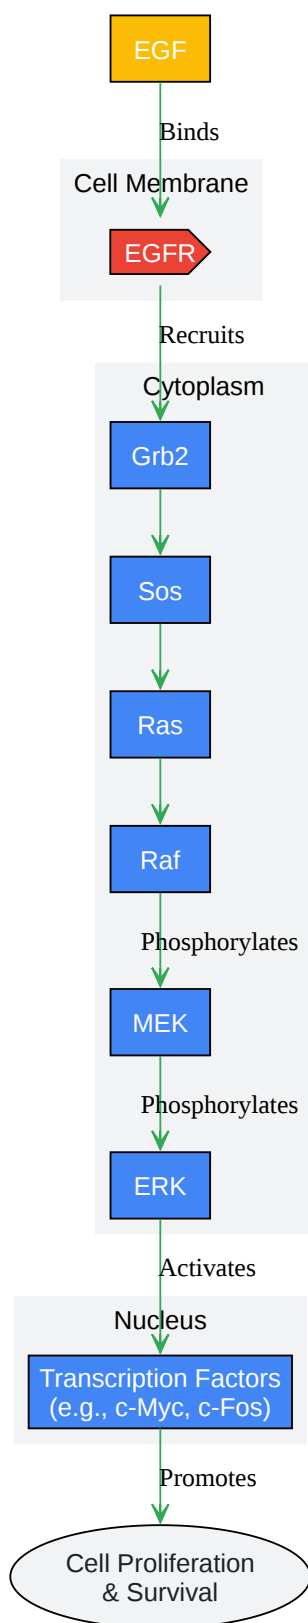 EGF
Binds
Cell Membrane
EGFR
Recruits
Cytoplasm
Grb2
Sos
Ras
Raf
Phosphorylates
MEK
Phosphorylates
ERK
Activates
Nucleus
Transcription Factors
(e.g., c-Myc, c-Fos)
Promotes
Cell Proliferation
& Survival